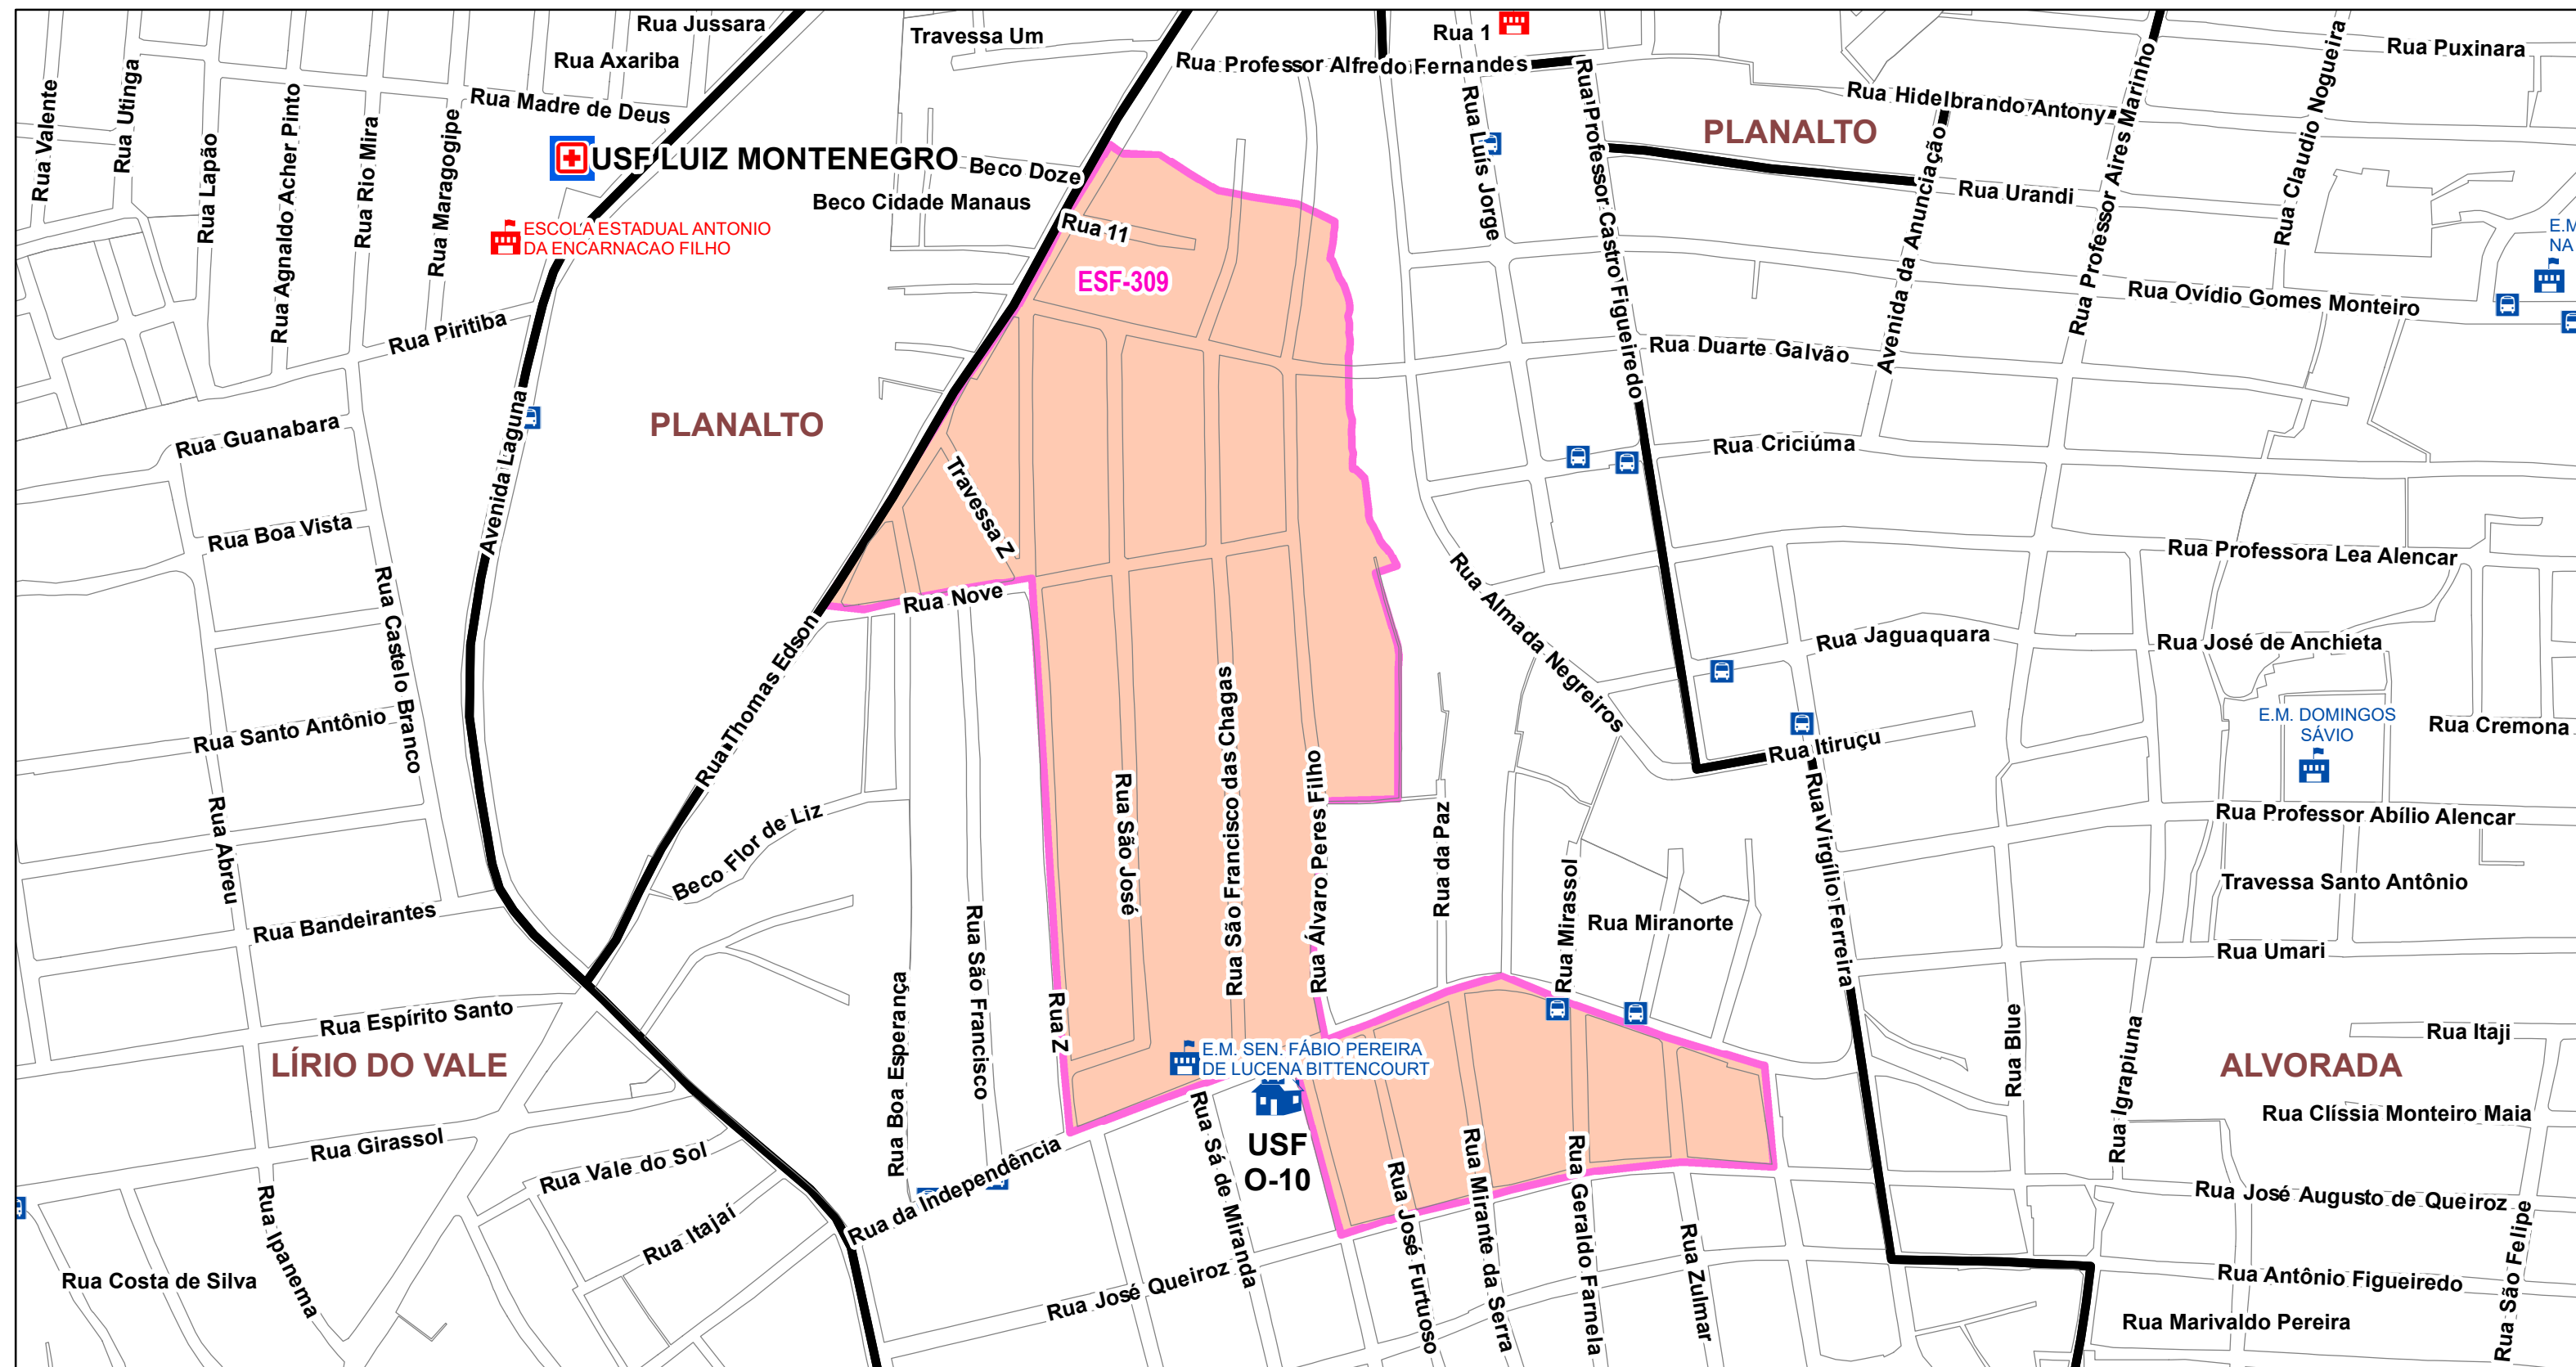 Rua Jussara
Travessa Um
Rua 1
Rua Puxinara
Rua Axariba
Rua Professor Alfredo Fernandes
Rua Madre de Deus
Rua Hidelbrando Antony
PLANALTO
Rua Valente
Rua Utinga
Rua Lapão
Rua Agnaldo Acher Pinto
Rua Rio Mira
Rua Maragogipe
USF LUIZ MONTENEGRO
Beco Doze
Beco Cidade Manaus
Rua Luís Jorge
Rua Professor Castro Figueiredo
Avenida da Anunciação
Rua Professor Aires Marinho
Rua Claudio Nogueira
Rua Urandi
ESCOLA ESTADUAL ANTONIO
DA ENCARNACAO FILHO
Rua 11
E.M
NA
ESF-309
Rua Ovídio Gomes Monteiro
Rua Piritiba
Rua Duarte Galvão
PLANALTO
Rua Guanabara
Avenida Laguna
Rua Criciúma
Rua Boa Vista
Travessa Z
Rua Professora Lea Alencar
Rua Castelo Branco
Rua Nove
Rua Almada Negreiros
Rua Jaguaquara
Rua José de Anchieta
Rua Thomas Edson
Rua Santo Antônio
Rua São Francisco das Chagas
E.M. DOMINGOS
SÁVIO
Rua Cremona
Rua Itiruçu
Rua Abreu
Beco Flor de Liz
Rua São José
Rua Álvaro Peres Filho
Rua da Paz
Rua Virgílio Ferreira
Rua Professor Abílio Alencar
Rua Mirassol
Travessa Santo Antônio
Rua Bandeirantes
Rua São Francisco
Rua Miranorte
Rua Umari
Rua Boa Esperança
Rua Z
Rua Espírito Santo
Rua Blue
Rua Igrapiuna
Rua Itaji
LÍRIO DO VALE
E.M. SEN. FÁBIO PEREIRA
DE LUCENA BITTENCOURT
ALVORADA
Rua Clíssia Monteiro Maia
Rua Girassol
USF
O-10
Rua Vale do Sol
Rua da Independência
Rua Sá de Miranda
Rua José Furtuoso
Rua Mirante da Serra
Rua Geraldo Farnela
Rua Zulmar
Rua José Augusto de Queiroz
Rua Ipanema
Rua Itajaí
Rua Costa de Silva
Rua José Queiroz
Rua Antônio Figueiredo
Rua São Felipe
Rua Marivaldo Pereira